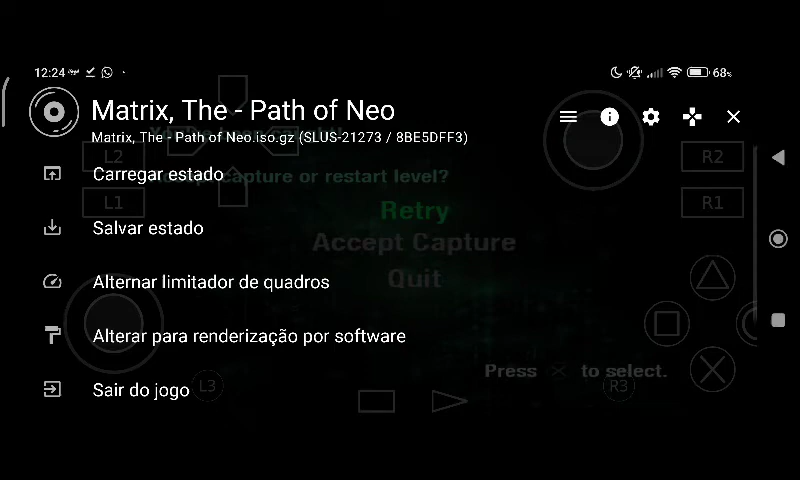 12:24
68%
Matrix, The - Path of Neo
Matrix, The - Path of Neo.iso.gz (SLUS-21273 / 8BE5DFF3)
L2
R2
Carregar estado
capture or restart level?
L1
R1
Retry
Salvar estado
Accept Capture
Quit
Alternar limitador de quadros
Alterar para renderização por software
Press to select.
Sair do jogo
L3
R3